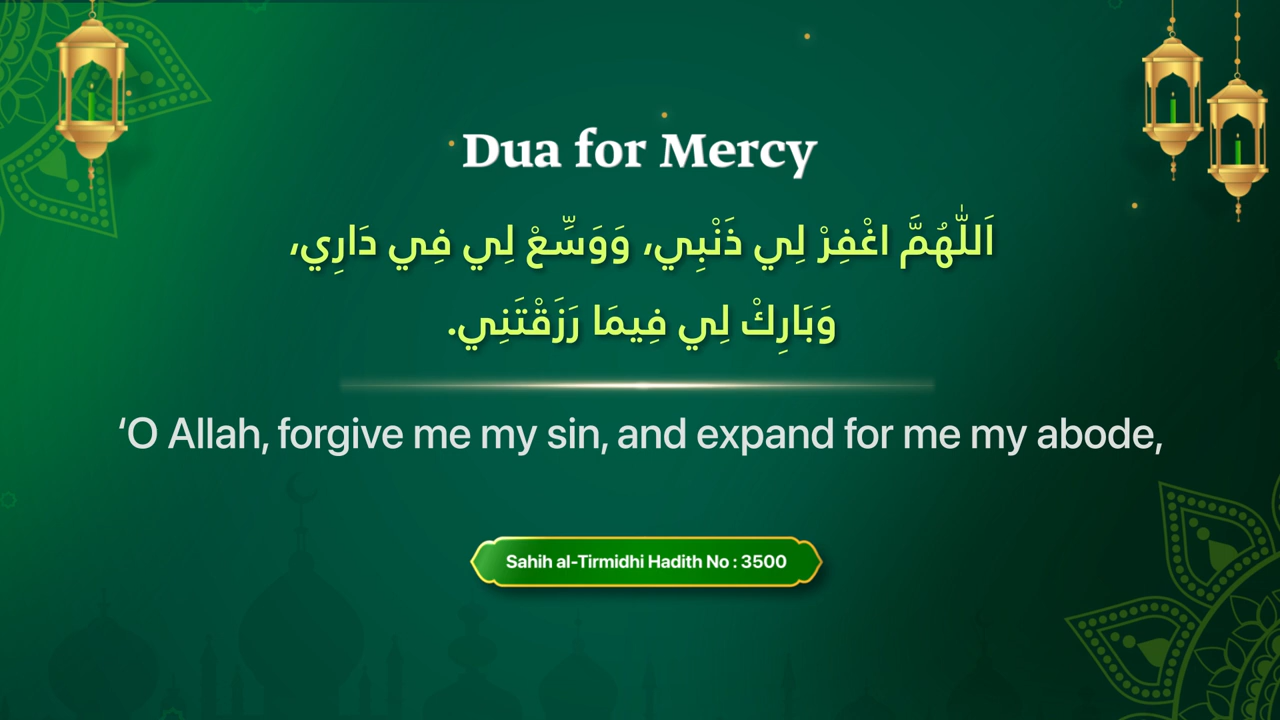 Dua for Mercy
اَللّٰهُمَّ اغْفِرْ لِي ذَنْبِي، وَوَسِّعْ لِي فِي دَارِي،
وَبَارِكْ لِي فِيمَا رَزَقْتَنِي.
‘O Allah, forgive me my sin, and expand for me my abode,
Sahih al-Tirmidhi Hadith No : 3500